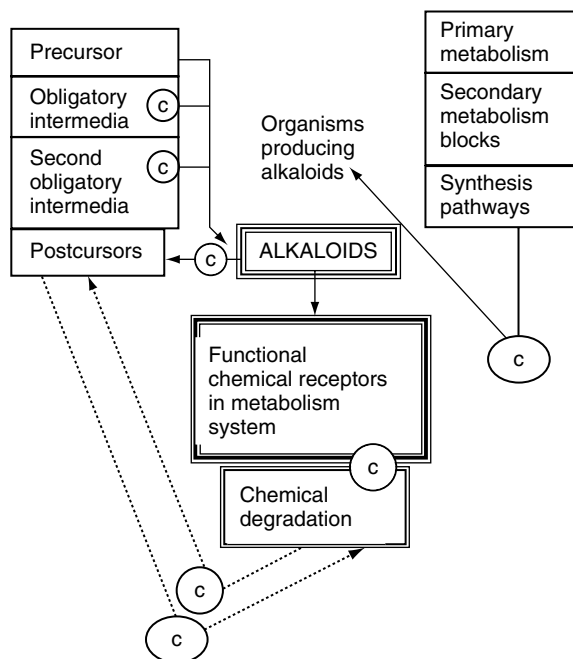 Precursor
Obligatory
intermedia
c
Second
obligatory
intermedia
c
Postcursors
c
ALKALOIDS
Organisms
producing
alkaloids
Primary
metabolism
Secondary
metabolism
blocks
Synthesis
pathways
c
Functional
chemical receptors
in metabolism
system
c
Chemical
degradation
c
c